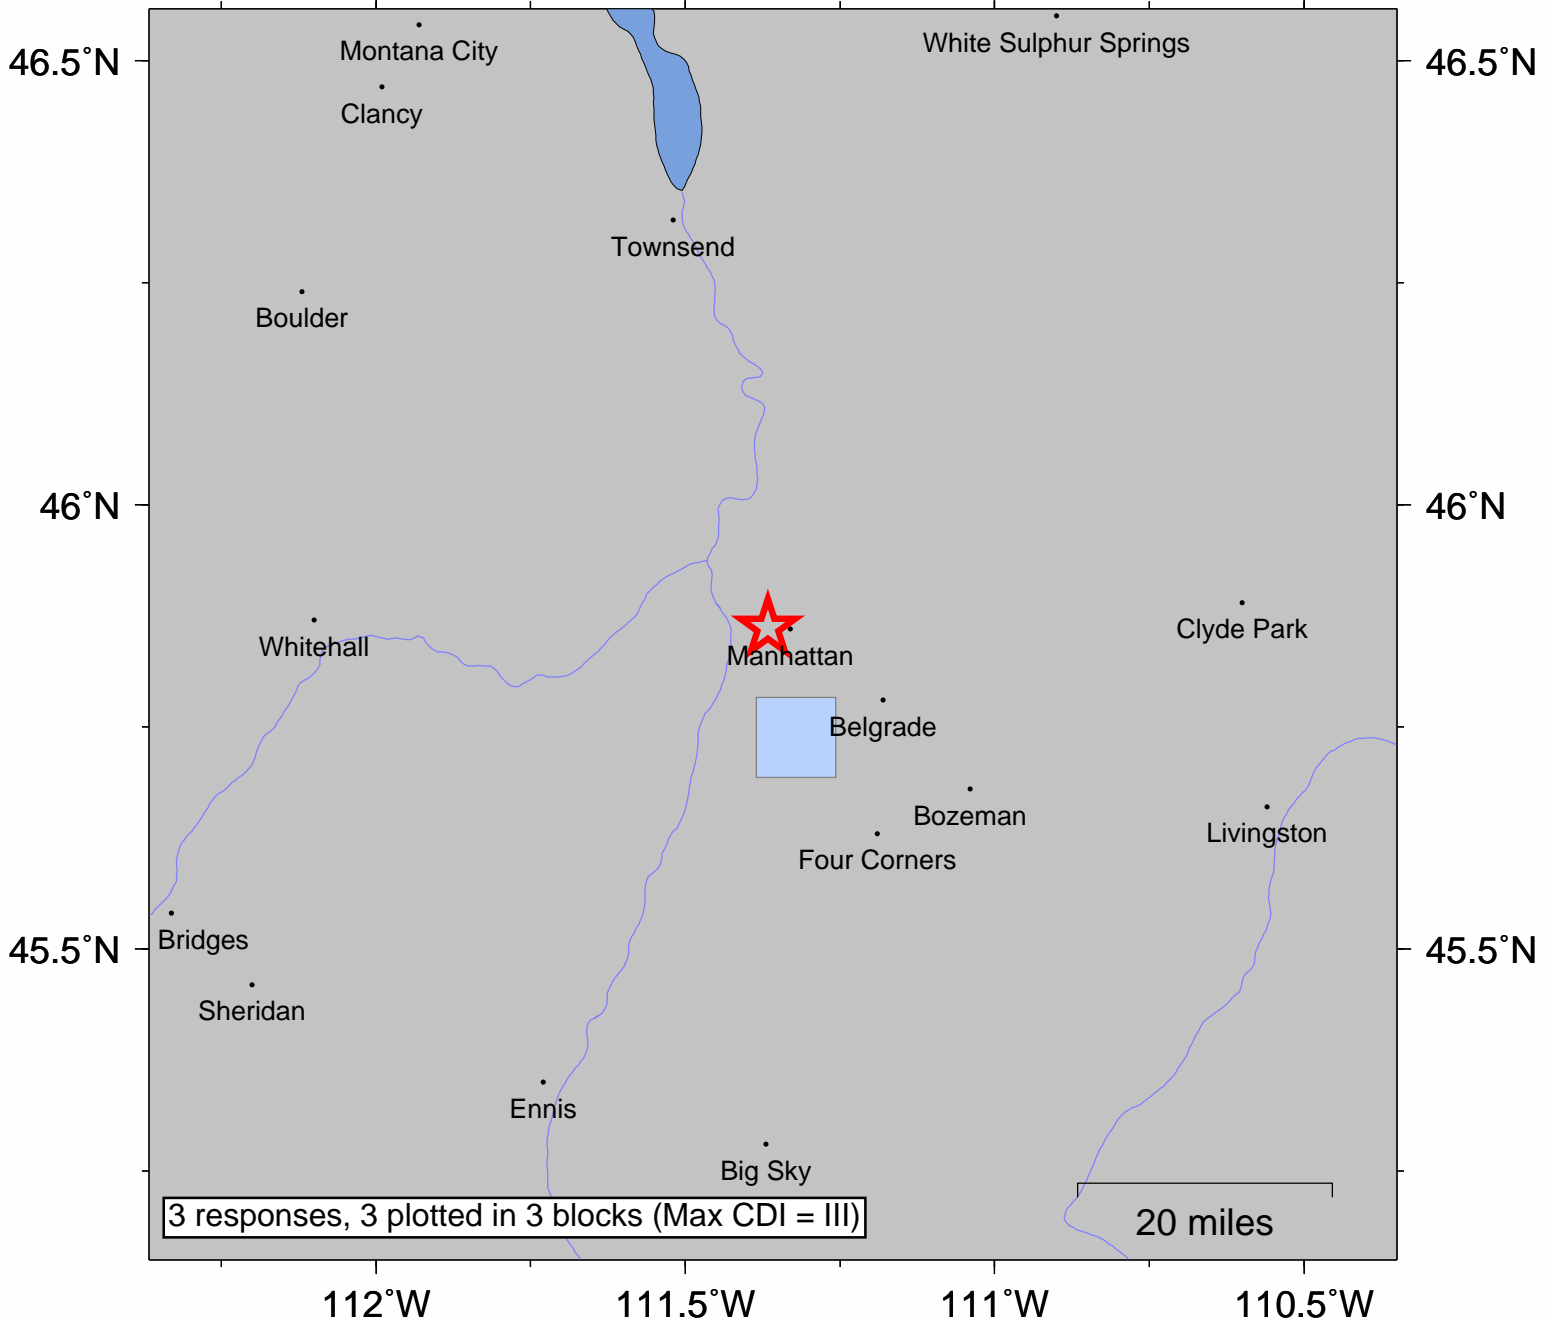 Montana City
White Sulphur Springs
46.5°N
46.5°N
Clancy
Townsend
Boulder
46°N
46°N
Clyde Park
Whitehall
Manhattan
Belgrade
Bozeman
Livingston
Four Corners
Bridges
45.5°N
45.5°N
Sheridan
Ennis
Big Sky
3 responses, 3 plotted in 3 blocks (Max CDI = III)
20 miles
112°W
111.5°W
111°W
110.5°W